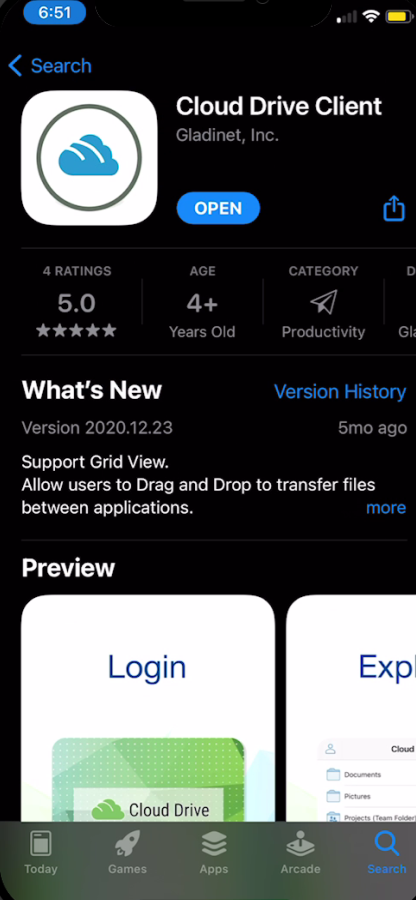 6:51
Search
Cloud Drive Client
Gladinet, Inc.
OPEN
4 RATINGS
AGE
CATEGORY
5.0
4+
Years Old
Productivity
What's New
Version History
Version 2020.12.23
5mo ago
Support Grid View.
Allow users to Drag and Drop to transfer files
between applications.
more
Preview
Login
Cloud Drive
Cloud
Documents
Pictures
Projects (Team Folder)
Today
Games
Apps
Arcade
Search